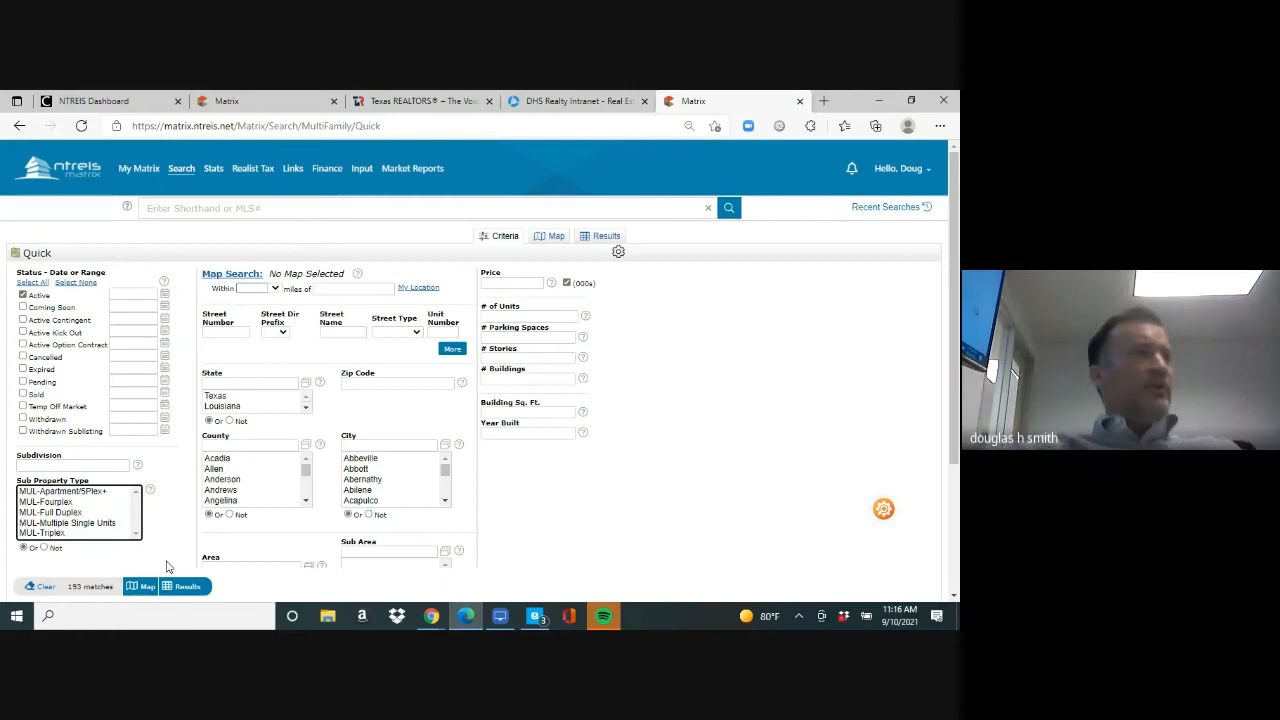 NTREIS Dashboard
Matrix
Texas REALTORS® – The Voi
DHS Realty Intranet - Real Es
Matrix
https://matrix.ntreis.net/Matrix/Search/MultiFamily/Quick
ntreis matrix
My Matrix Search Stats Realist Tax Links Finance Input Market Reports
Hello, Doug
Enter Shorthand or MLS#
Recent Searches
Criteria Map Results
Quick
Status - Date or Range
Select All Select None
Active
Coming Soon
Active Contingent
Active Kick Out
Active Option Contract
Cancelled
Expired
Pending
Sold
Temp Off Market
Withdrawn
Withdrawn Sublisting
Subdivision
Sub Property Type
MUL-Apartment/5Plex+
MUL-Fourplex
MUL-Full Duplex
MUL-Multiple Single Units
MUL-Triplex
Or Not
Map Search: No Map Selected
Within miles of My Location
Street Number Street Dir Prefix Street Name Street Type Unit Number
More
State Zip Code
Texas
Louisiana
Or Not
County City
Acadia Abbeville
Allen Abbott
Anderson Abernathy
Andrews Abilene
Angelina Acapulco
Or Not Or Not
Area Sub Area
Price
(000s)
# of Units
# Parking Spaces
# Stories
# Buildings
Building Sq. Ft.
Year Built
Clear 193 matches Map Results
3
80°F
11:16 AM
9/10/2021
douglas h smith